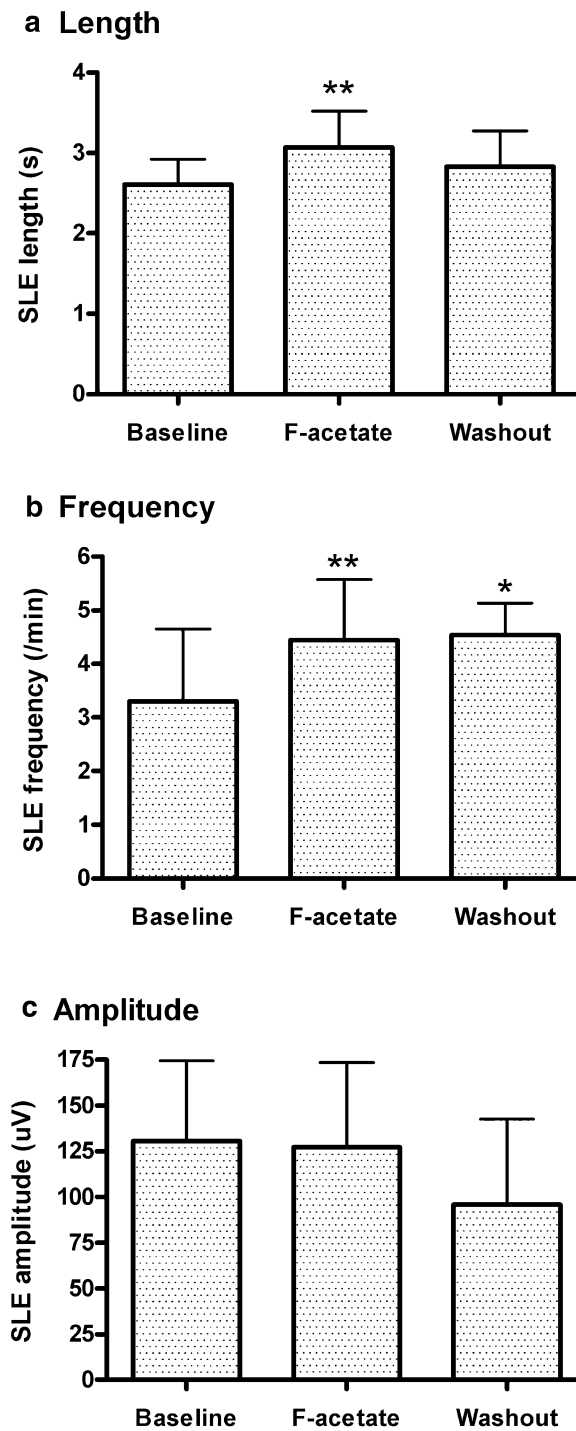 a Length
SLE length (s)
4
**
3
2
1
0
Baseline F-acetate Washout
b Frequency
SLE frequency (/min)
6
**
5
*
4
3
2
1
0
Baseline F-acetate Washout
c Amplitude
SLE amplitude (uV)
175
150
125
100
75
50
25
0
Baseline F-acetate Washout